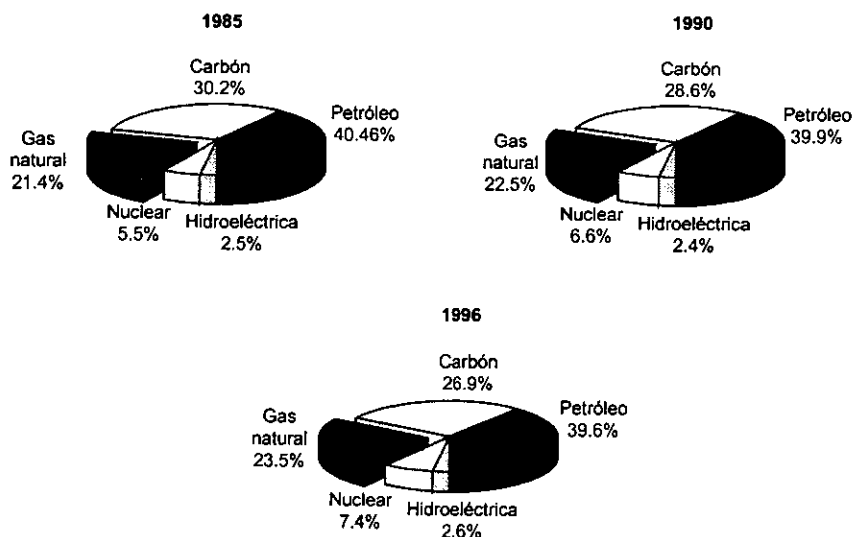 1985
Carbón
30.2%
Petróleo
40.46%
Gas
natural
21.4%
Nuclear
5.5%
Hidroeléctrica
2.5%
1990
Carbón
28.6%
Petróleo
39.9%
Gas
natural
22.5%
Nuclear
6.6%
Hidroeléctrica
2.4%
1996
Carbón
26.9%
Petróleo
39.6%
Gas
natural
23.5%
Nuclear
7.4%
Hidroeléctrica
2.6%